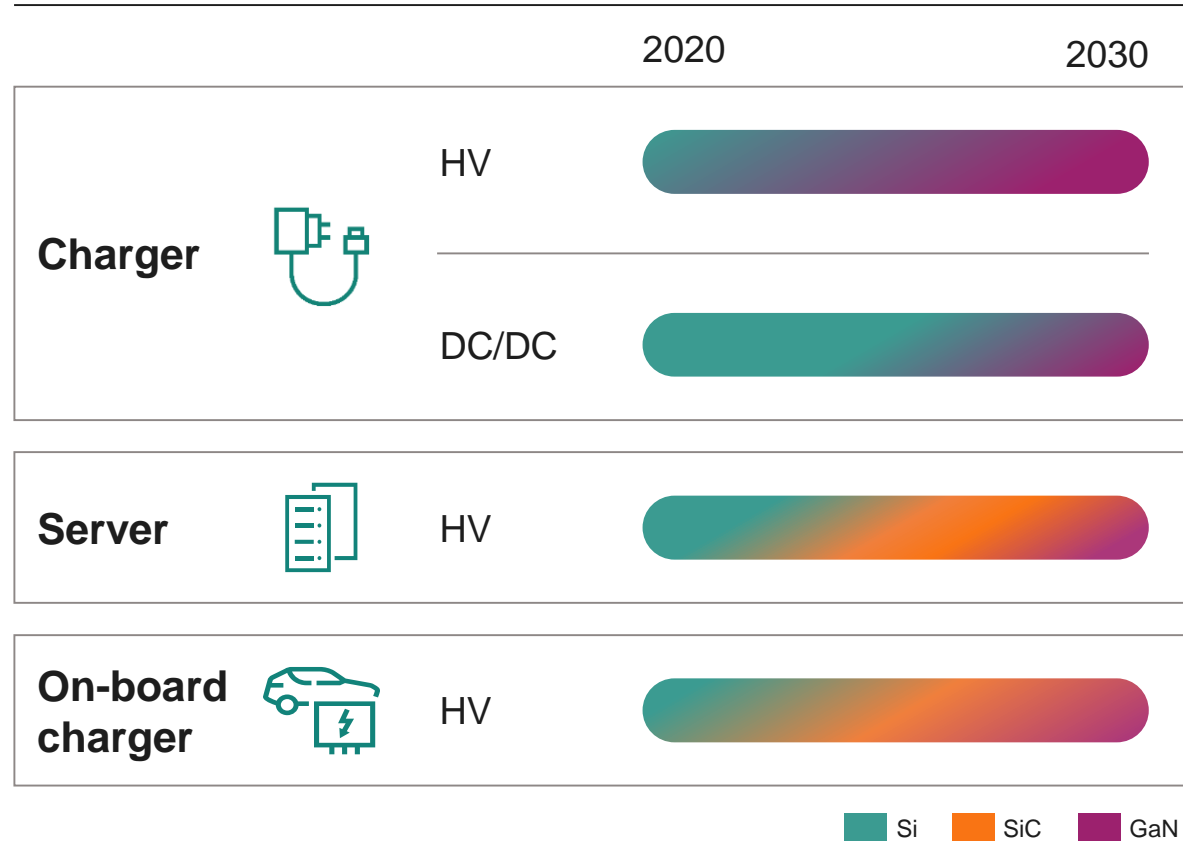 2020 2030
HV
Charger
DC/DC
Server HV
On-board
charger
HV
Si SiC GaN